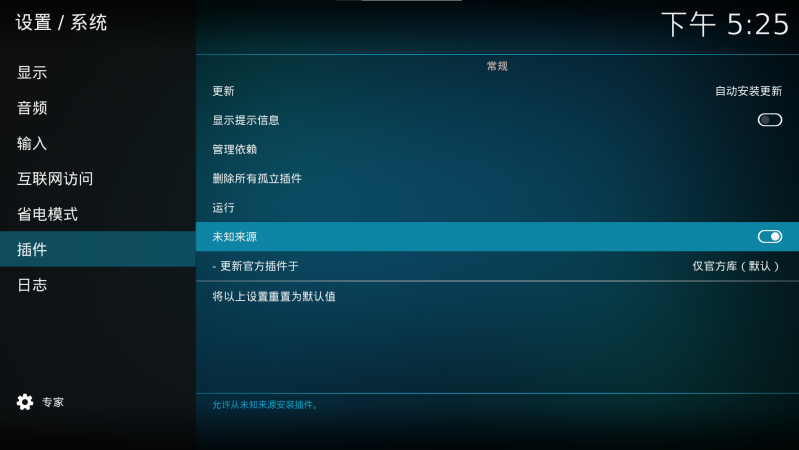 设置 / 系统
下午 5:25
显示
音频
输入
互联网访问
省电模式
插件
日志
专家
常规
更新 自动安装更新
显示提示信息
管理依赖
删除所有孤立插件
运行
未知来源
- 更新官方插件于 仅官方库（默认）
将以上设置重置为默认值
允许从未知来源安装插件。